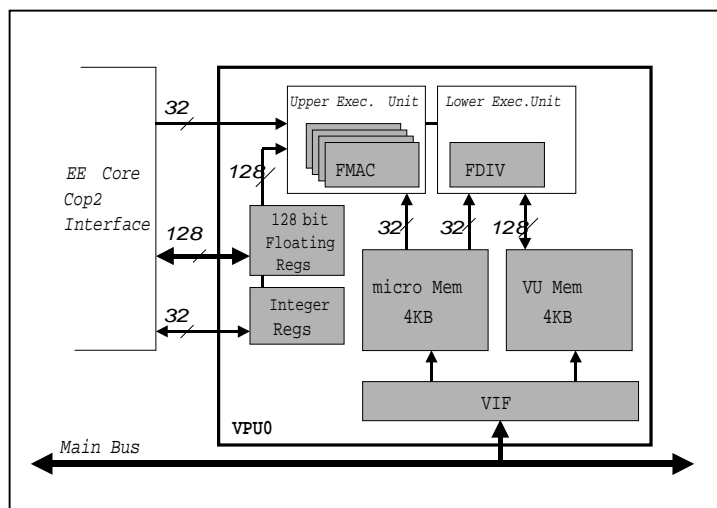 Upper Exec. Unit
Lower Exec.Unit
32
EE Core
Cop2
Interface
128
FMAC
FDIV
128 bit
Floating
Regs
128
32
32
128
micro Mem
4KB
VU Mem
4KB
Integer
Regs
32
VIF
VPU0
Main Bus